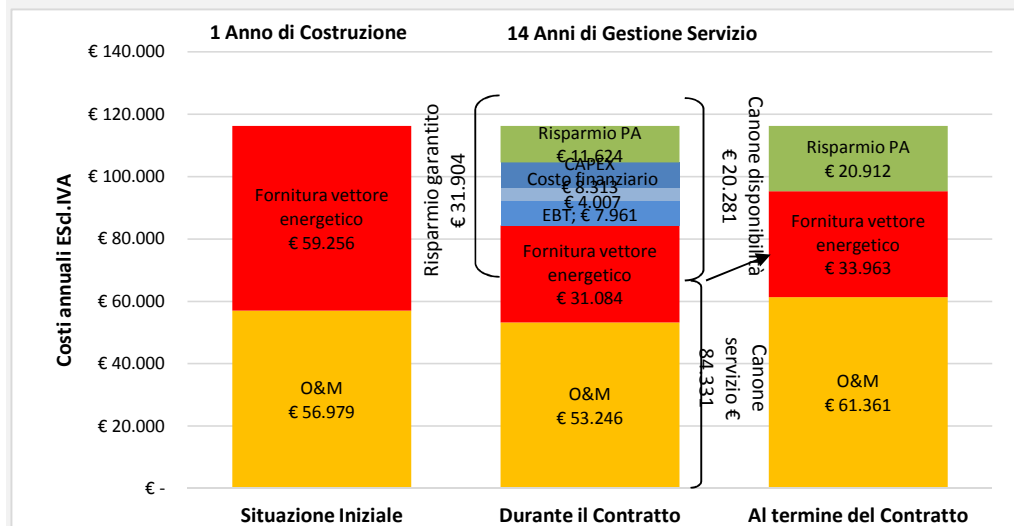 1 Anno di Costruzione
14 Anni di Gestione Servizio
Costi annuali EScl.IVA
€ 140.000
€ 120.000
€ 100.000
€ 80.000
€ 60.000
€ 40.000
€ 20.000
€ -
Fornitura vettore
energetico
€ 59.256
O&M
€ 56.979
Situazione Iniziale
Risparmio garantito
€ 31.904
Risparmio PA
€ 11.624
CAPEX
€ 8.313
Costo finanziario
€ 4.007
EBT; € 7.961
Fornitura vettore
energetico
€ 31.084
O&M
€ 53.246
Durante il Contratto
Canone disponibilità
€ 20.281
Canone
servizio €
84.331
Risparmio PA
€ 20.912
Fornitura vettore
energetico
€ 33.963
O&M
€ 61.361
Al termine del Contratto